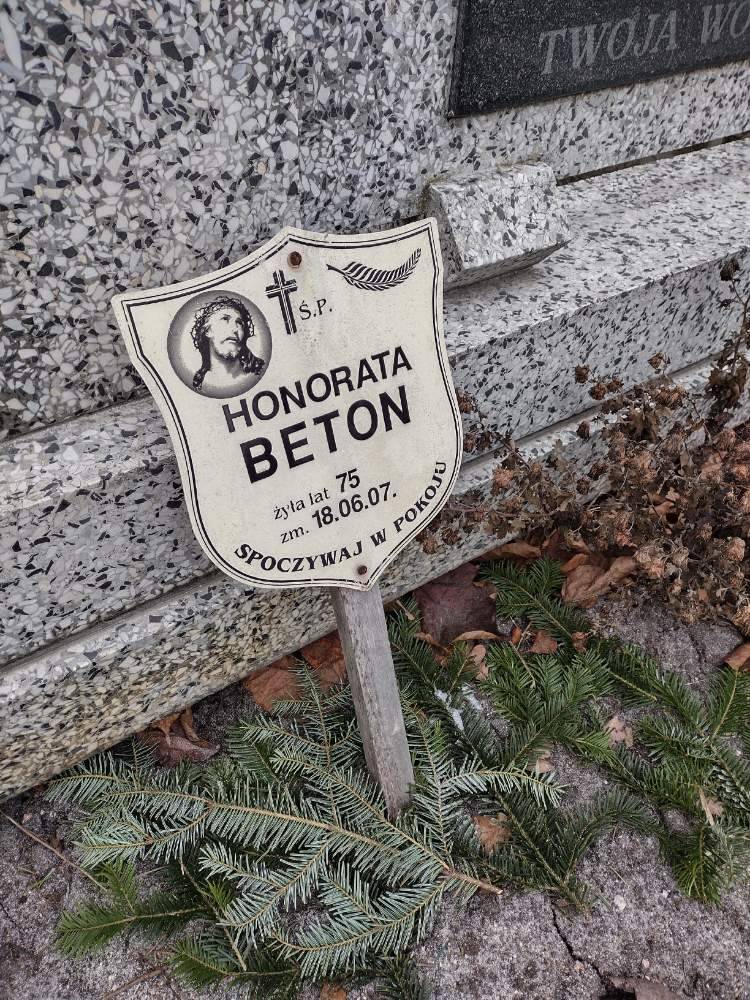 TWOJA WO
Ś.P.
HONORATA
BETON
żyła lat 75
zm. 18.06.07.
SPOCZYWAJ W POKOJU